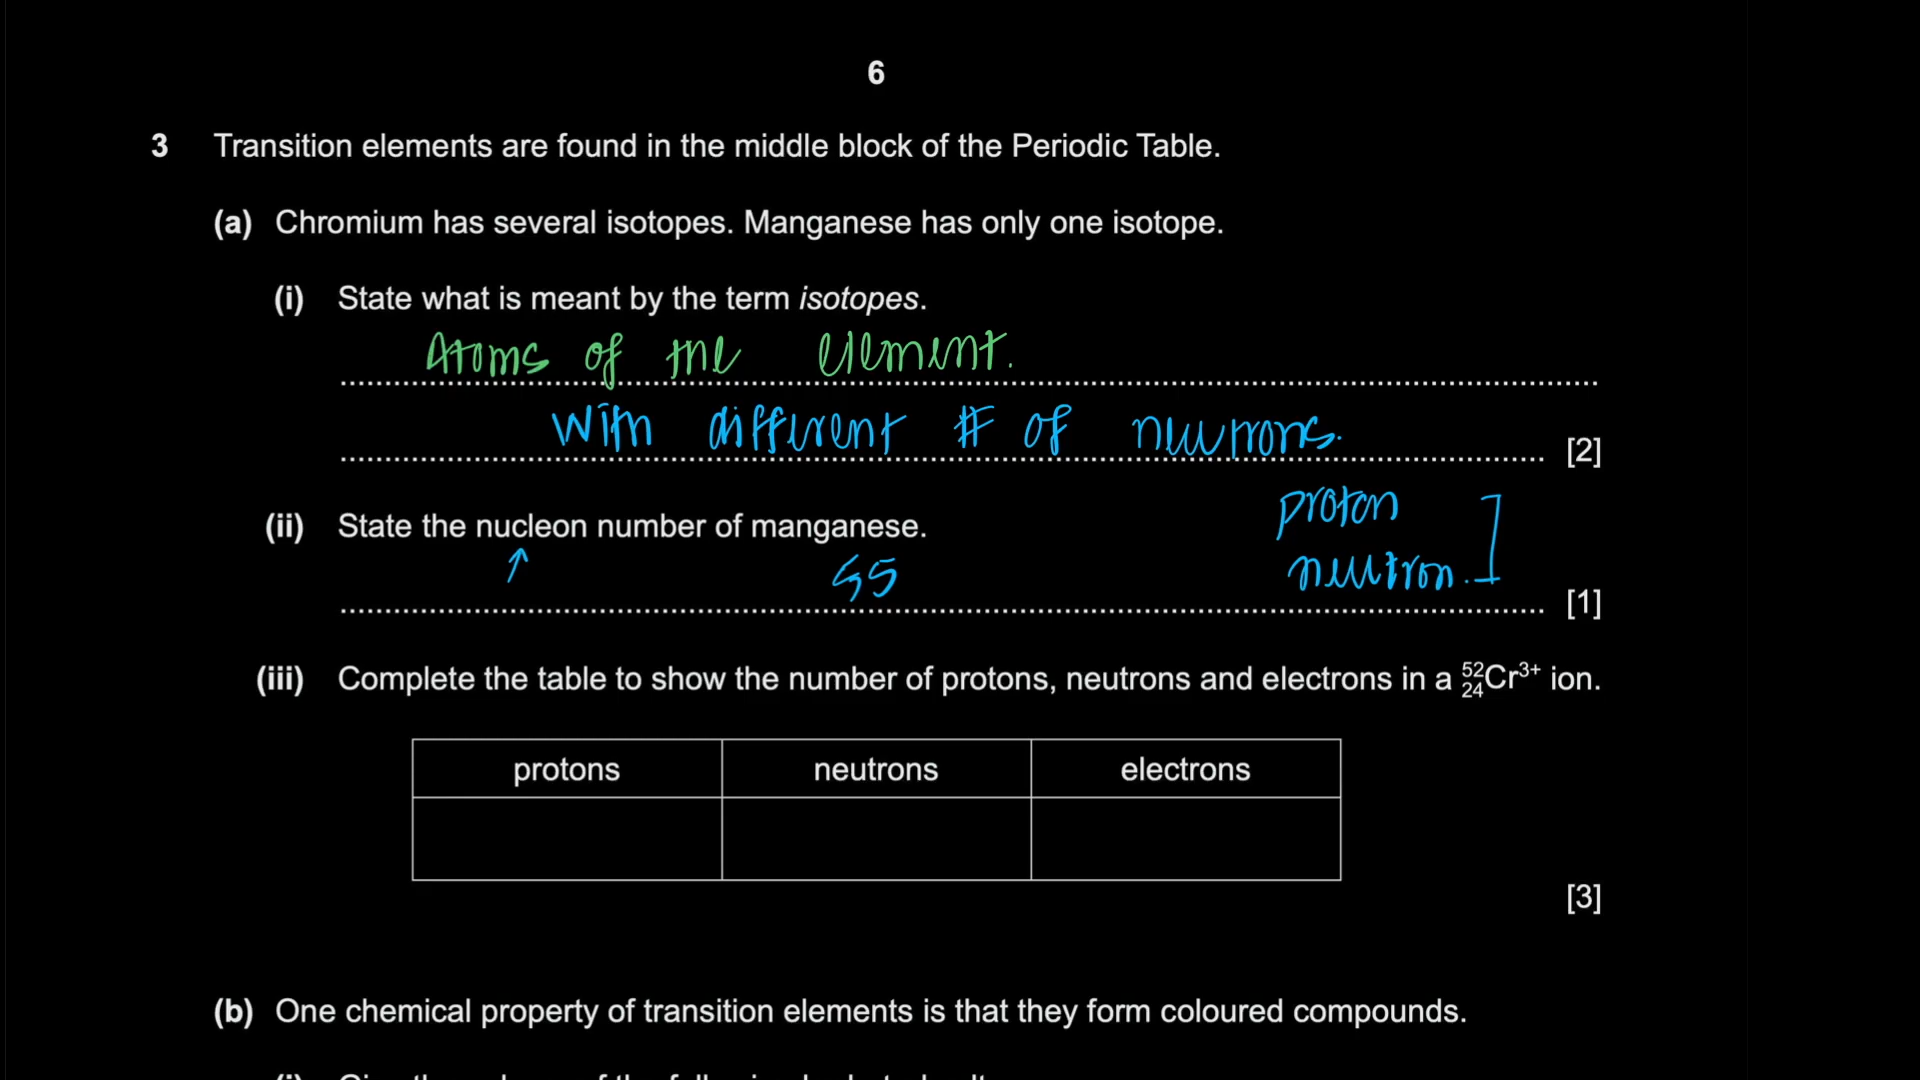 6
3 Transition elements are found in the middle block of the Periodic Table.
(a) Chromium has several isotopes. Manganese has only one isotope.
(i) State what is meant by the term isotopes.
Atoms of the element.
with different # of neutrons. [2]
(ii) State the nucleon number of manganese.
proton
↑ 55 neutron. [1]
(iii) Complete the table to show the number of protons, neutrons and electrons in a ⁵²₂₄Cr³⁺ ion.
protons neutrons electrons
[3]
(b) One chemical property of transition elements is that they form coloured compounds.